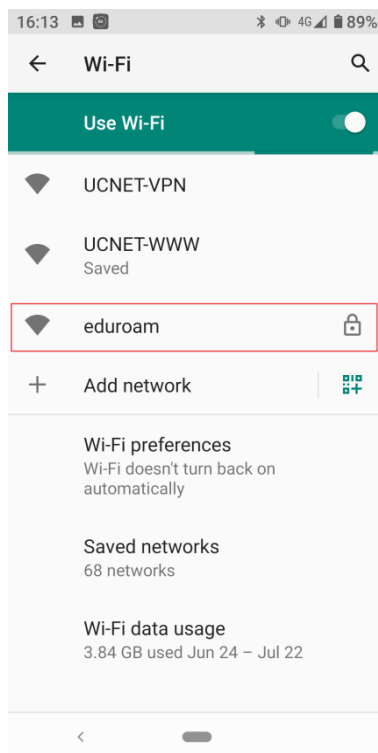 16:13 4G 89%
Wi-Fi
Use Wi-Fi
UCNET-VPN
UCNET-WWW
Saved
eduroam
Add network
Wi-Fi preferences
Wi-Fi doesn't turn back on
automatically
Saved networks
68 networks
Wi-Fi data usage
3.84 GB used Jun 24 – Jul 22